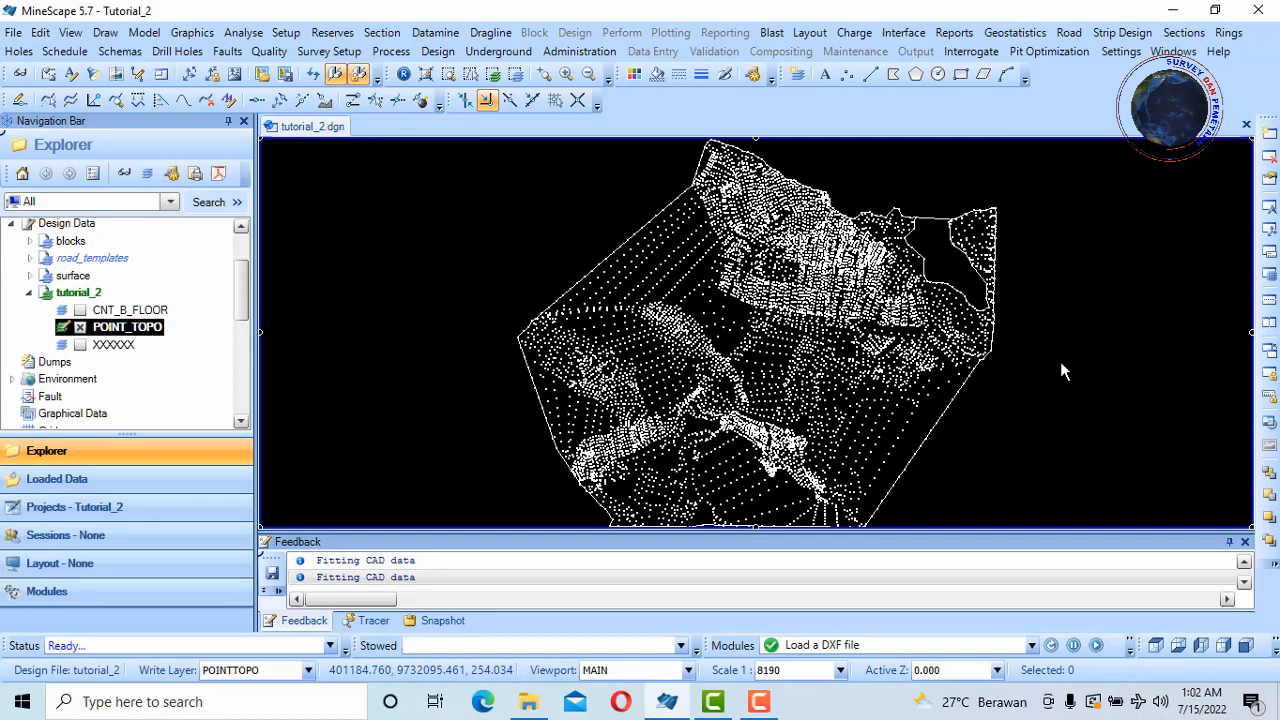 MineScape 5.7 - Tutorial_2
File Edit View Draw Model Graphics Analyse Setup Reserves Section Datamine Dragline Block Design Perform Plotting Reporting Blast Layout Charge Interface Reports Geostatistics Road Strip Design Sections Rings
Holes Schedule Schemas Drill Holes Faults Quality Survey Setup Process Design Underground Administration Data Entry Validation Compositing Maintenance Output Interrogate Pit Optimization Settings Windows Help
SURVEY DAN PEMETAAN
Navigation Bar
tutorial_2.dgn
Explorer
All
Search »
Design Data
blocks
road_templates
surface
tutorial_2
CNT_B_FLOOR
POINT_TOPO
XXXXXX
Dumps
Environment
Fault
Graphical Data
Explorer
Loaded Data
Projects - Tutorial_2
Sessions - None
Layout - None
Modules
Feedback
Fitting CAD data
Fitting CAD data
Feedback Tracer Snapshot
Status Ready... Stowed Modules Load a DXF file
Design File: tutorial_2 Write Layer: POINTTOPO 401184.760, 9732095.461, 254.034 Viewport: MAIN Scale 1: 8190 Active Z: 0.000 Selected: 0
Type here to search
27°C Berawan
1:02 AM
7/15/2022
1